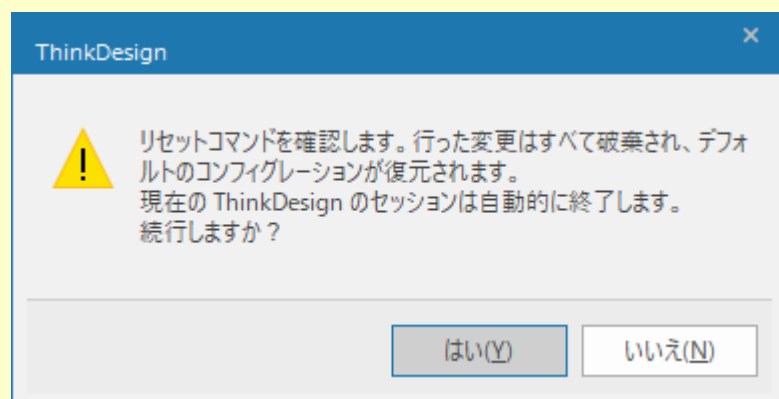 ThinkDesign
リセットコマンドを確認します。行った変更はすべて破棄され、デフォ
ルトのコンフィグレーションが復元されます。
現在の ThinkDesign のセッションは自動的に終了します。
続行しますか？
はい(Y)
いいえ(N)